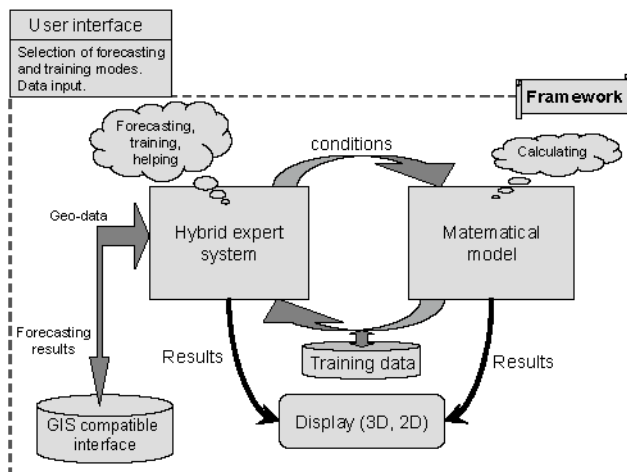 User interface
Selection of forecasting
and training modes.
Data input.
Framework
Forecasting,
training,
helping
conditions
Calculating
Geo-data
Hybrid expert
system
Matematical
model
Forecasting
results
Results
Training data
Results
GIS compatible
interface
Display (3D, 2D)